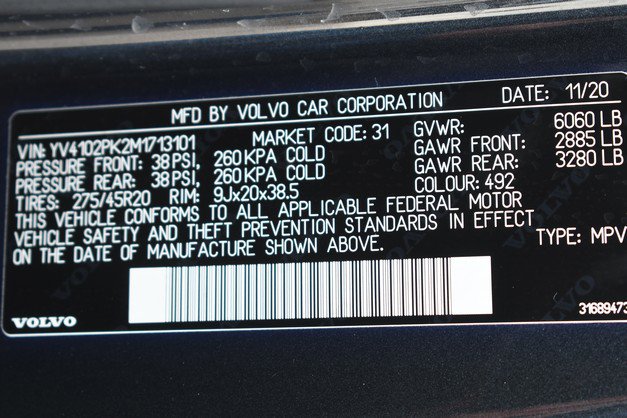 MFD BY VOLVO CAR CORPORATION DATE: 11/20
VIN: YV4102PK2M1713101 MARKET CODE: 31 GVWR: 6060 LB
PRESSURE FRONT: 38 PSI, 260 KPA COLD GAWR FRONT: 2885 LB
PRESSURE REAR: 38 PSI, 260 KPA COLD GAWR REAR: 3280 LB
TIRES: 275/45R20 RIM: 9Jx20x38.5 COLOUR: 492
THIS VEHICLE CONFORMS TO ALL APPLICABLE FEDERAL MOTOR
VEHICLE SAFETY AND THEFT PREVENTION STANDARDS IN EFFECT
ON THE DATE OF MANUFACTURE SHOWN ABOVE. TYPE: MPV
VOLVO 31689473